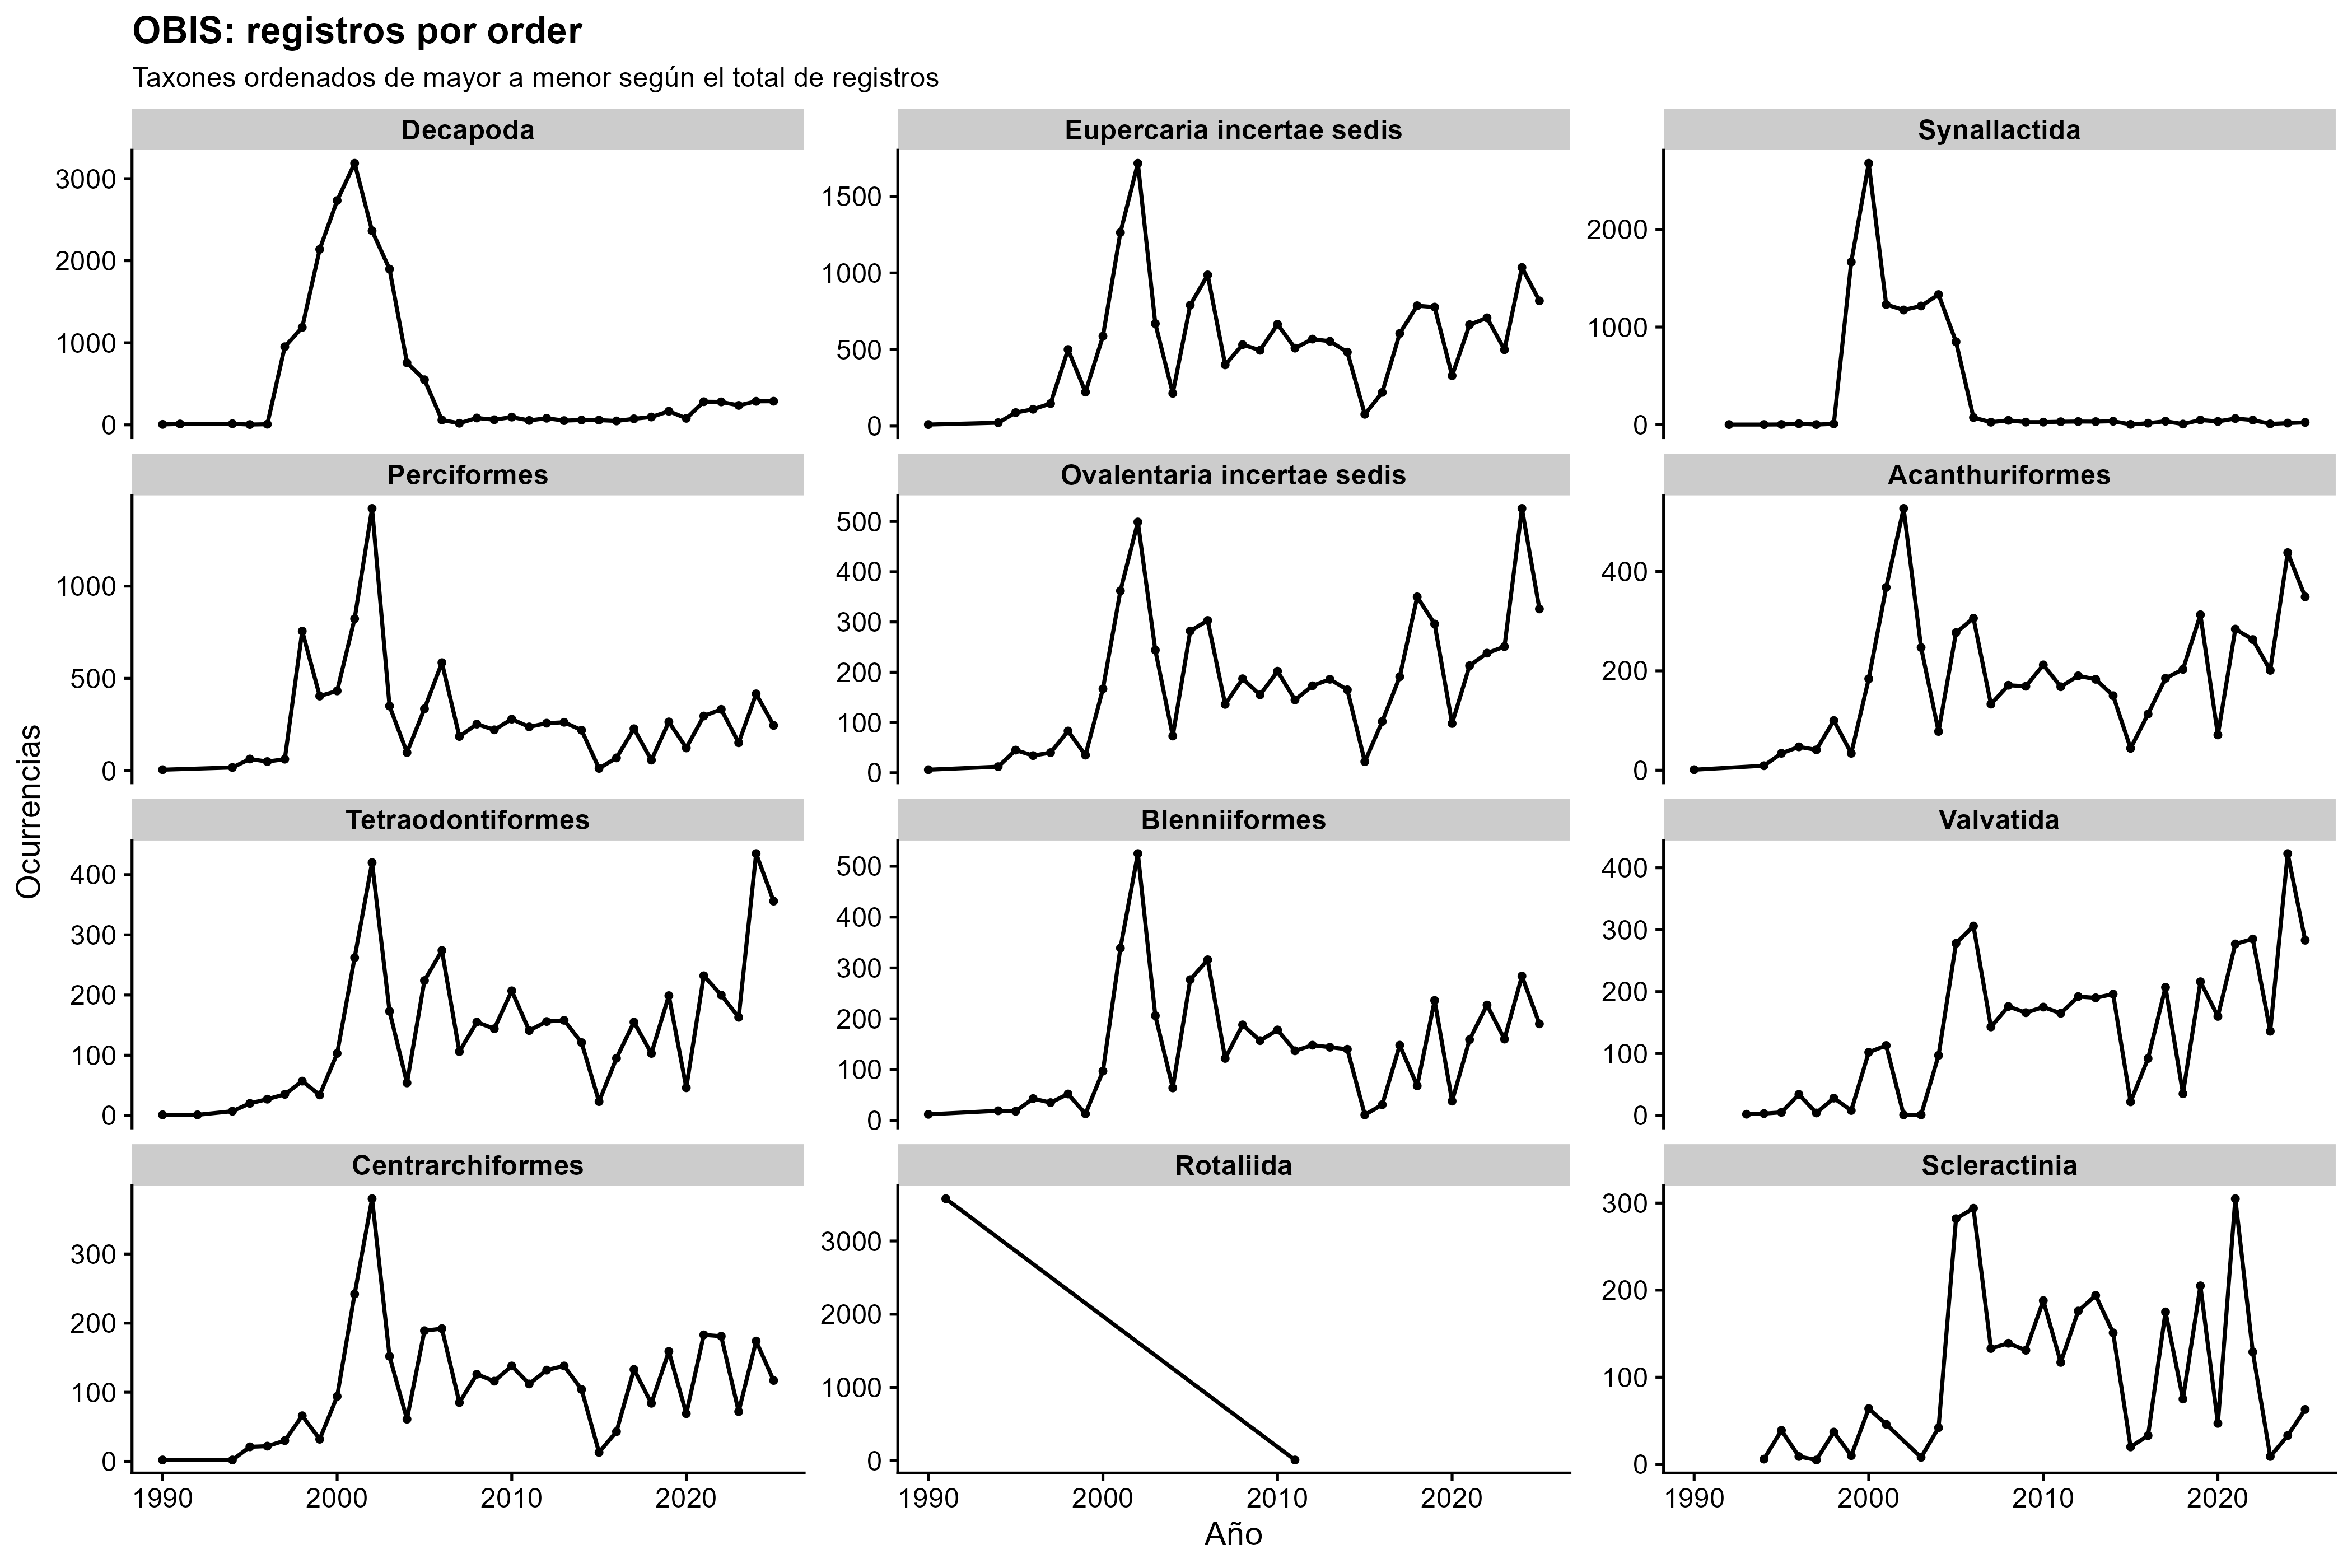 OBIS: registros por order
Taxones ordenados de mayor a menor según el total de registros
Decapoda
3000
2000
1000
0
Eupercaria incertae sedis
1500
1000
500
0
Synallactida
2000
1000
0
Perciformes
1000
500
0
Ovalentaria incertae sedis
500
400
300
200
100
0
Acanthuriformes
400
200
0
Tetraodontiformes
400
300
200
100
0
Blenniiformes
500
400
300
200
100
0
Valvatida
400
300
200
100
0
Centrarchiformes
300
200
100
0
1990 2000 2010 2020
Rotaliida
3000
2000
1000
0
1990 2000 2010 2020
Scleractinia
300
200
100
0
1990 2000 2010 2020
Ocurrencias
Año